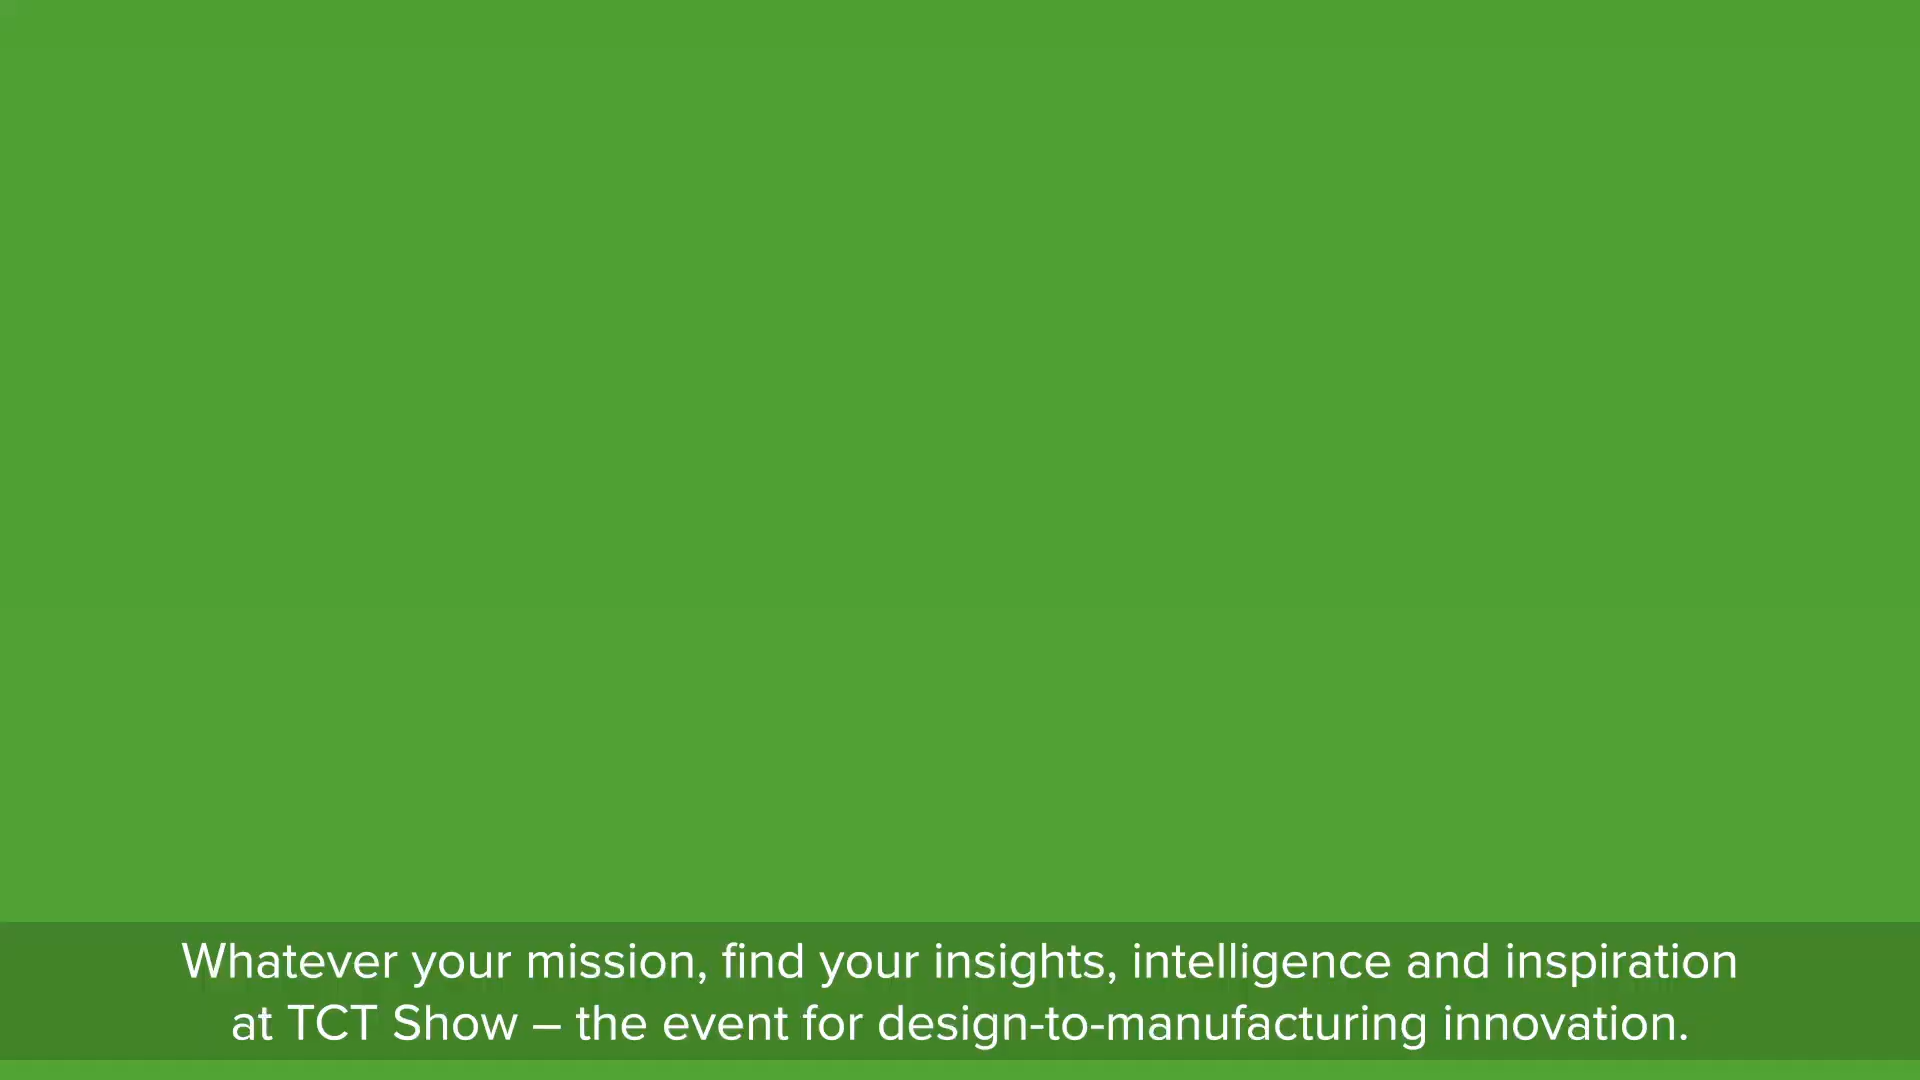 Whatever your mission, find your insights, intelligence and inspiration
at TCT Show – the event for design-to-manufacturing innovation.